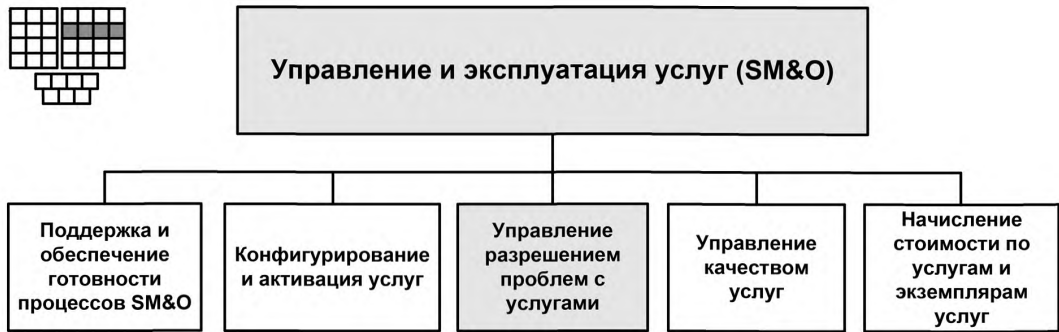 Управление и эксплуатация услуг (SM&O)
Поддержка и
обеспечение
готовности
процессов SM&O
Конфигурирование
и активация услуг
Управление
разрешением
проблем с
услугами
Управление
качеством
услуг
Начисление
стоимости по
услугам и
экземплярам
услуг